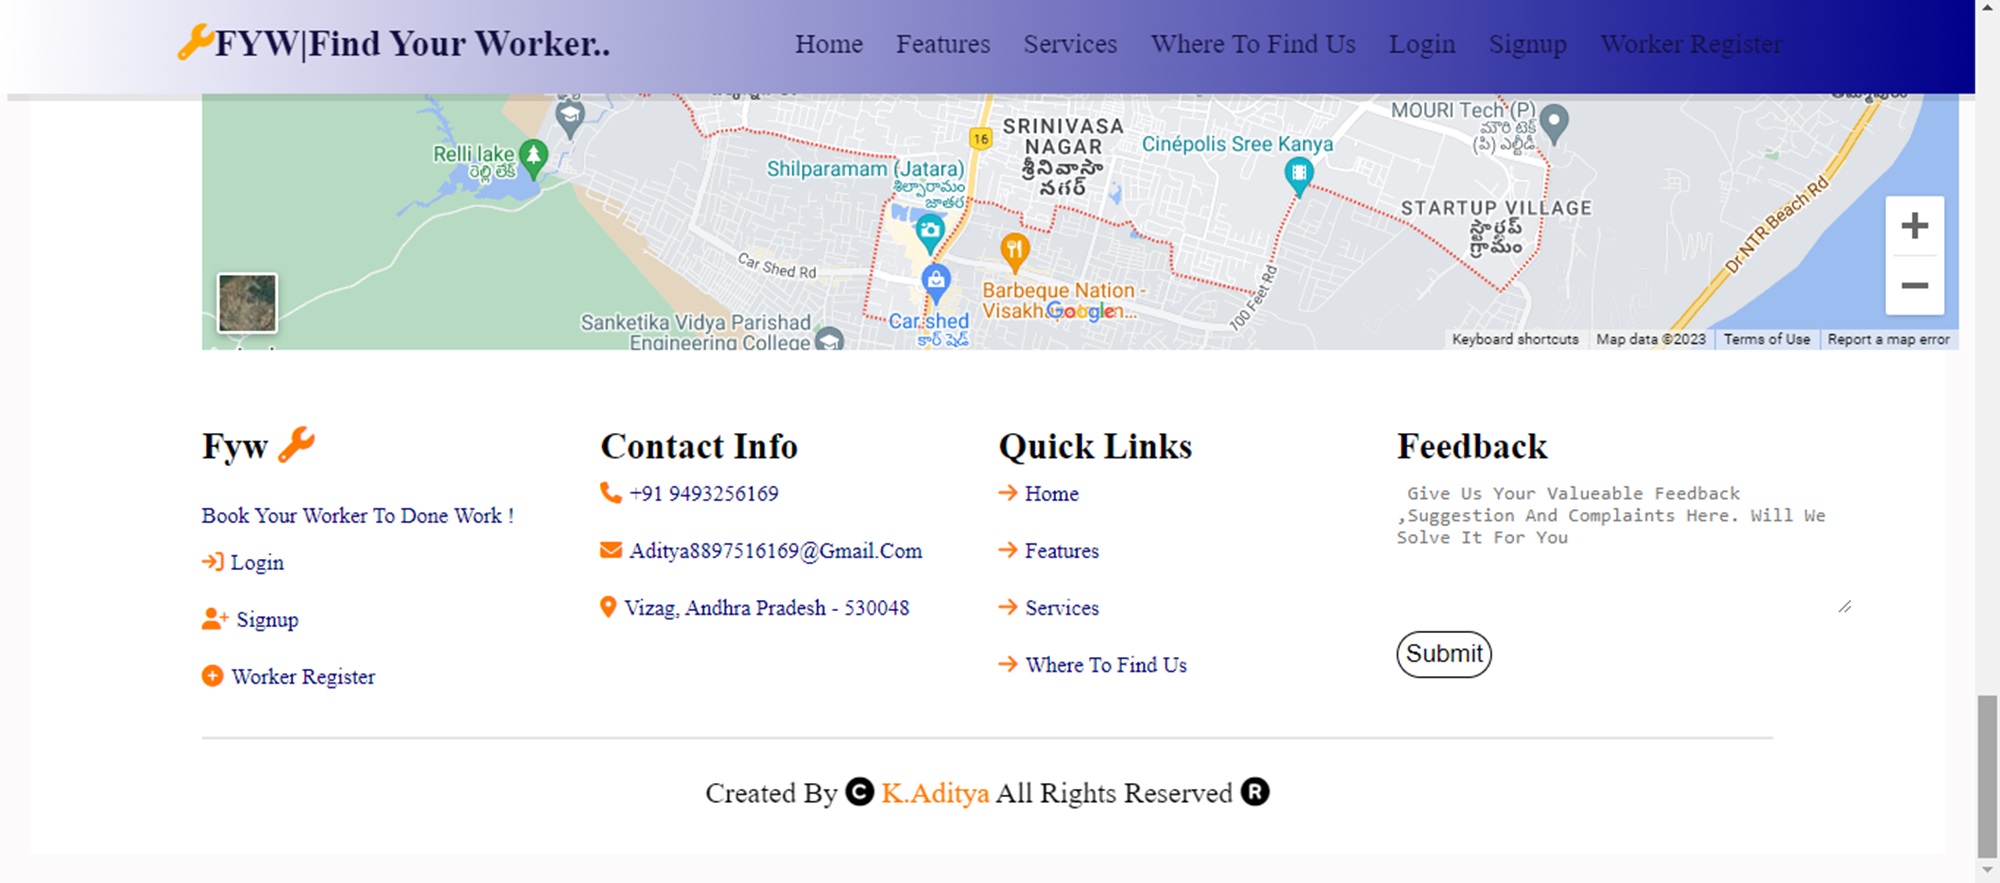 FYW|Find Your Worker..
Home Features Services Where To Find Us Login Signup Worker Register
MOURI Tech (P)
మౌరి టెక్
(పి) ఎల్టీడీ
SRINIVASA
NAGAR
శ్రీనివాసా
నగర్
16
Cinépolis Sree Kanya
Relli lake
రెల్లి లేక్
Shilparamam (Jatara)
శిల్పారామం
జాతర
STARTUP VILLAGE
స్టార్టప్
గ్రామం
Dr NTR Beach Rd
Car Shed Rd
100 Feet Rd
Barbeque Nation -
Google
Car shed
కార్ షెడ్
Sanketika Vidya Parishad
Engineering College
Keyboard shortcuts Map data ©2023 Terms of Use Report a map error
Fyw
Book Your Worker To Done Work !
Login
Signup
Worker Register
Contact Info
+91 9493256169
Aditya8897516169@Gmail.Com
Vizag, Andhra Pradesh - 530048
Quick Links
Home
Features
Services
Where To Find Us
Feedback
Give Us Your Valueable Feedback
,Suggestion And Complaints Here. Will We
Solve It For You
Submit
Created By C K.Aditya All Rights Reserved R